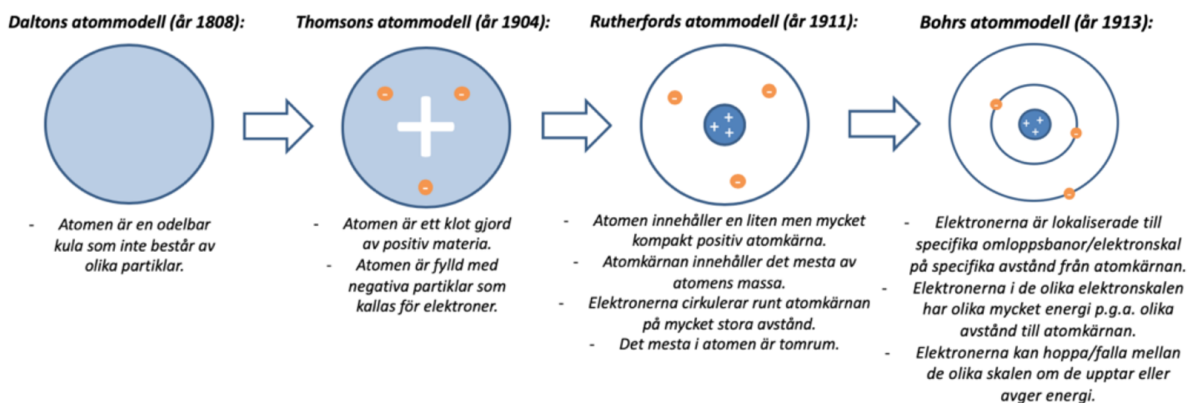 Daltons atommodell (år 1808):
- Atomen är en odelbar
kula som inte består av
olika partiklar.
Thomsons atommodell (år 1904):
-
-
-
- Atomen är ett klot gjord
av positiv materia.
- Atomen är fylld med
negativa partiklar som
kallas för elektroner.
Rutherfords atommodell (år 1911):
-
-
+
+ +
-
- Atomen innehåller en liten men mycket
kompakt positiv atomkärna.
- Atomkärnan innehåller det mesta av
atomens massa.
- Elektronerna cirkulerar runt atomkärnan
på mycket stora avstånd.
- Det mesta i atomen är tomrum.
Bohrs atommodell (år 1913):
-
+ +
+
-
-
- Elektronerna är lokaliserade till
specifika omloppsbanor/elektronskal
på specifika avstånd från atomkärnan.
- Elektronerna i de olika elektronskalen
har olika mycket energi p.g.a. olika
avstånd till atomkärnan.
- Elektronerna kan hoppa/falla mellan
de olika skalen om de upptar eller
avger energi.